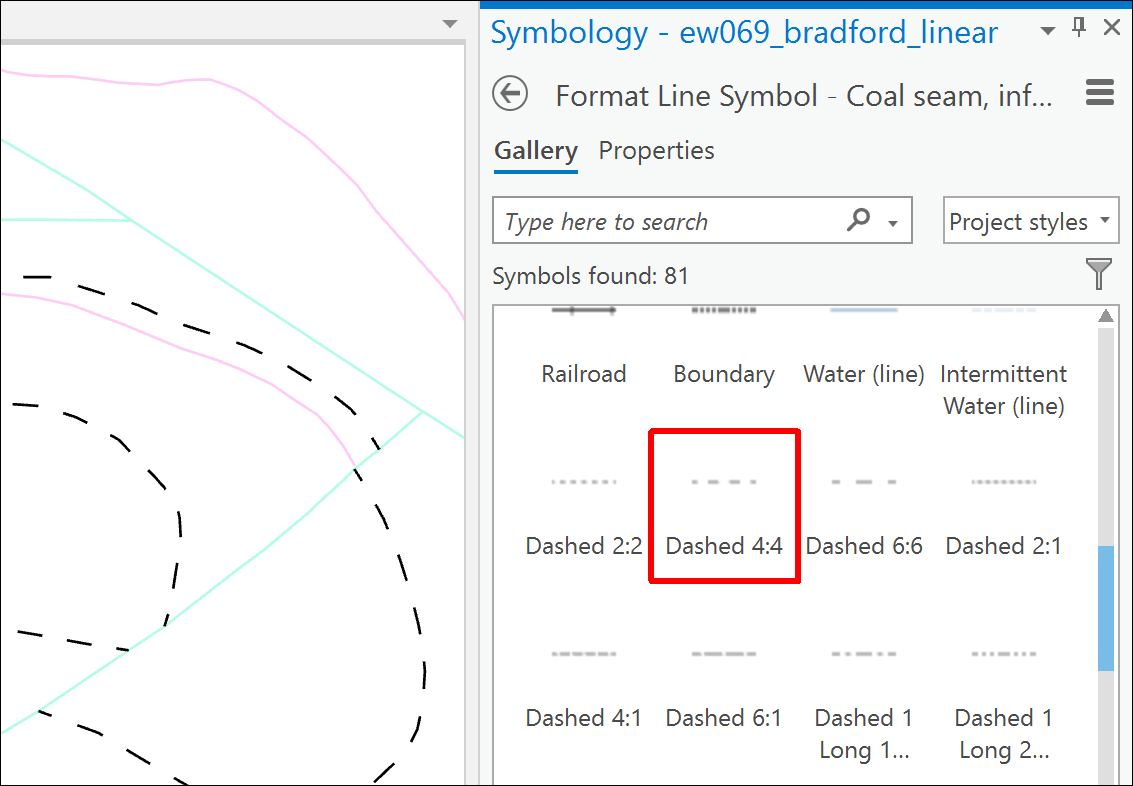 Symbology - ew069_bradford_linear
Format Line Symbol - Coal seam, inf...
Gallery Properties
Type here to search
Project styles
Symbols found: 81
Railroad Boundary Water (line) Intermittent
Water (line)
Dashed 2:2 Dashed 4:4 Dashed 6:6 Dashed 2:1
Dashed 4:1 Dashed 6:1 Dashed 1 Dashed 1
Long 1... Long 2...